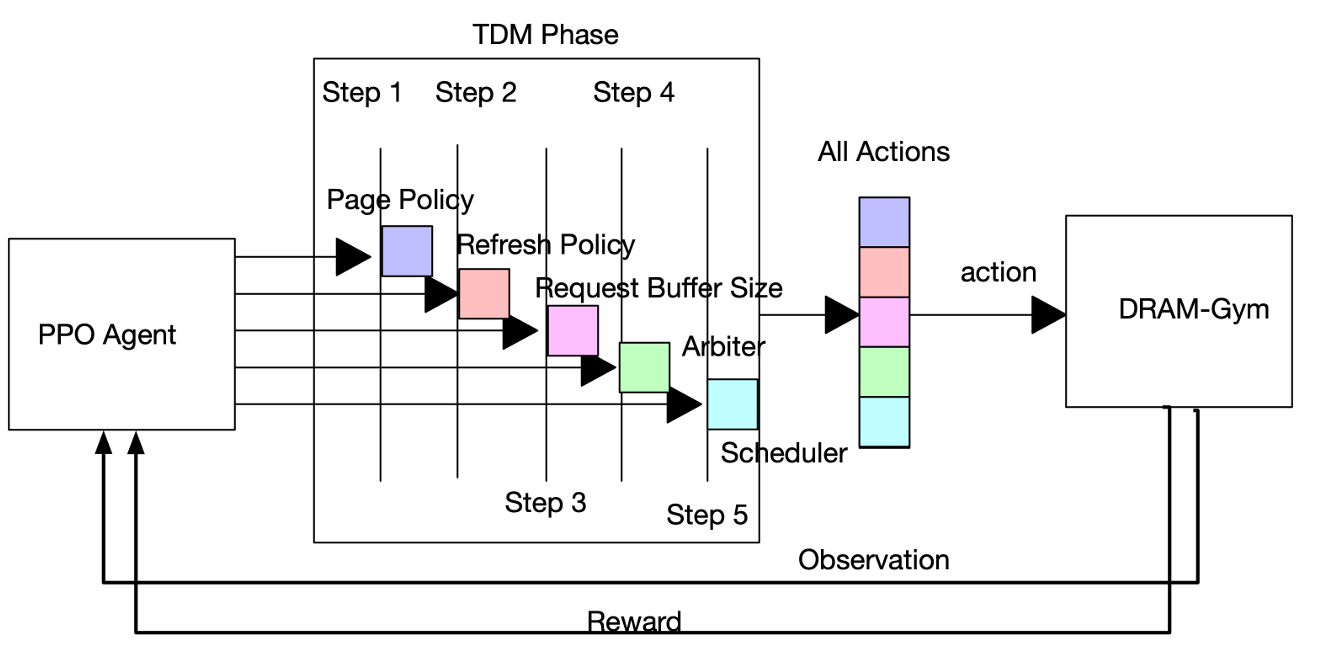 TDM Phase
Step 1
Step 2
Step 4
All Actions
Page Policy
Refresh Policy
Request Buffer Size
Arbiter
Scheduler
Step 3
Step 5
PPO Agent
action
DRAM-Gym
Observation
Reward